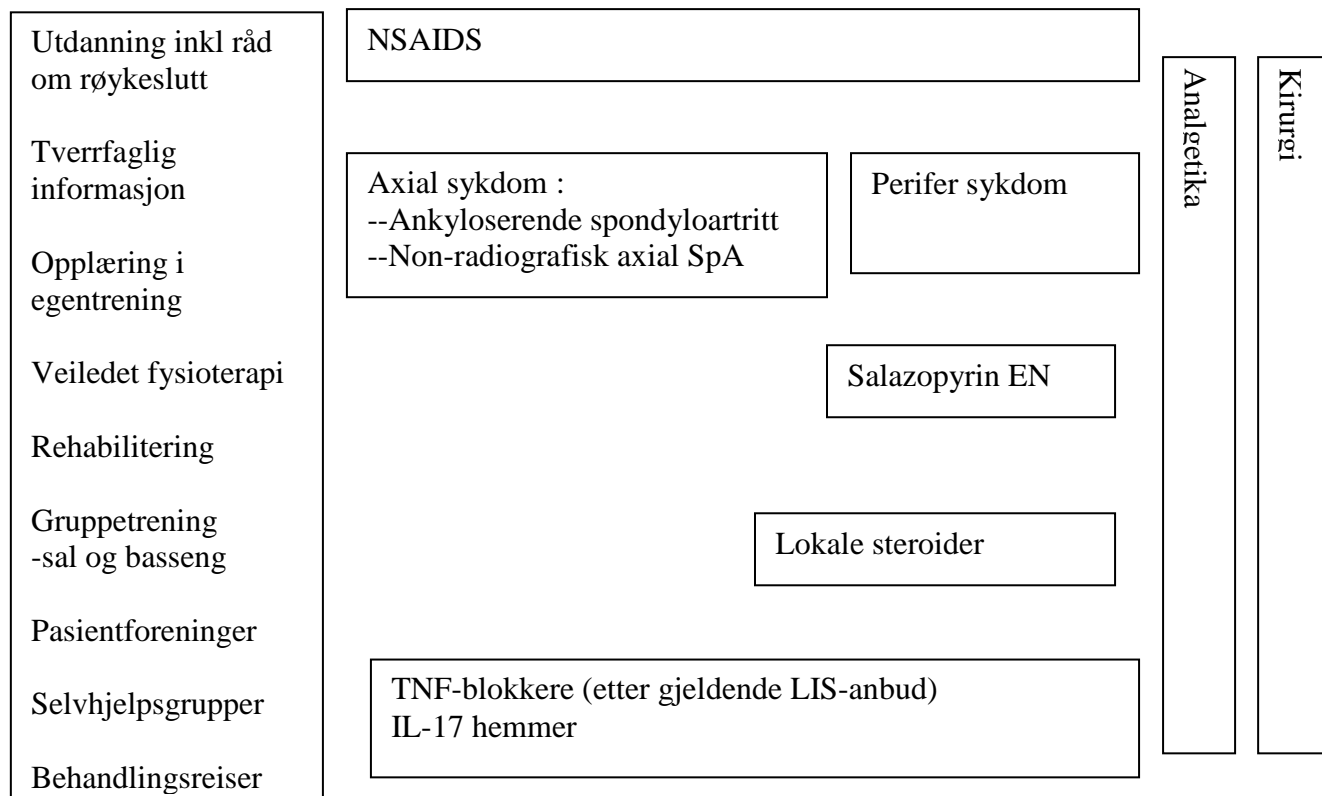 Utdanning inkl råd
om røykeslutt
Tverrfaglig
informasjon
Opplæring i
egentrening
Veiledet fysioterapi
Rehabilitering
Gruppetrening
-sal og basseng
Pasientforeninger
Selvhjelpsgrupper
Behandlingsreiser
NSAIDS
Axial sykdom :
--Ankyloserende spondyloartritt
--Non-radiografisk axial SpA
Perifer sykdom
Salazopyrin EN
Lokale steroider
TNF-blokkere (etter gjeldende LIS-anbud)
IL-17 hemmer
Analgetika
Kirurgi